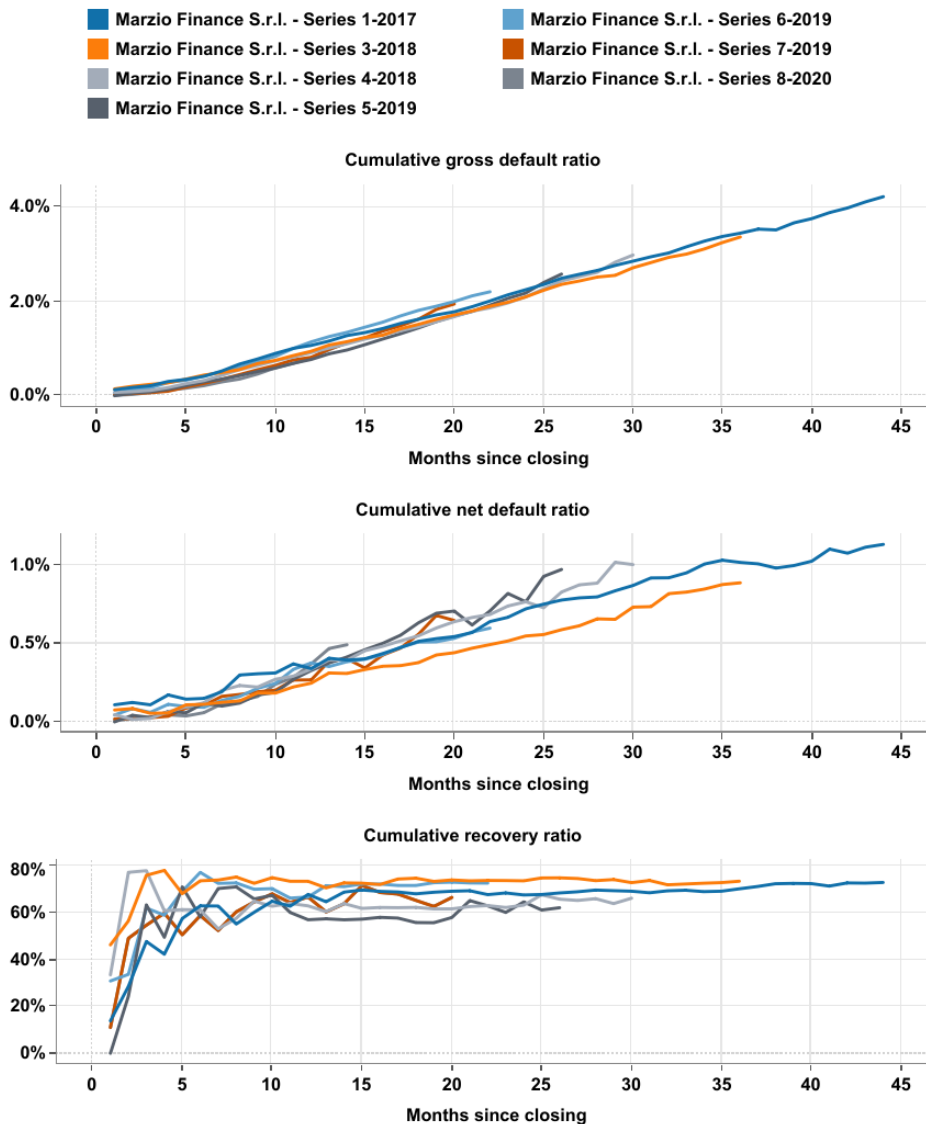 Marzio Finance S.r.l. - Series 1-2017
Marzio Finance S.r.l. - Series 3-2018
Marzio Finance S.r.l. - Series 4-2018
Marzio Finance S.r.l. - Series 5-2019
Marzio Finance S.r.l. - Series 6-2019
Marzio Finance S.r.l. - Series 7-2019
Marzio Finance S.r.l. - Series 8-2020
Cumulative gross default ratio
4.0%
2.0%
0.0%
0 5 10 15 20 25 30 35 40 45
Months since closing
Cumulative net default ratio
1.0%
0.5%
0.0%
0 5 10 15 20 25 30 35 40 45
Months since closing
Cumulative recovery ratio
80%
60%
40%
20%
0%
0 5 10 15 20 25 30 35 40 45
Months since closing